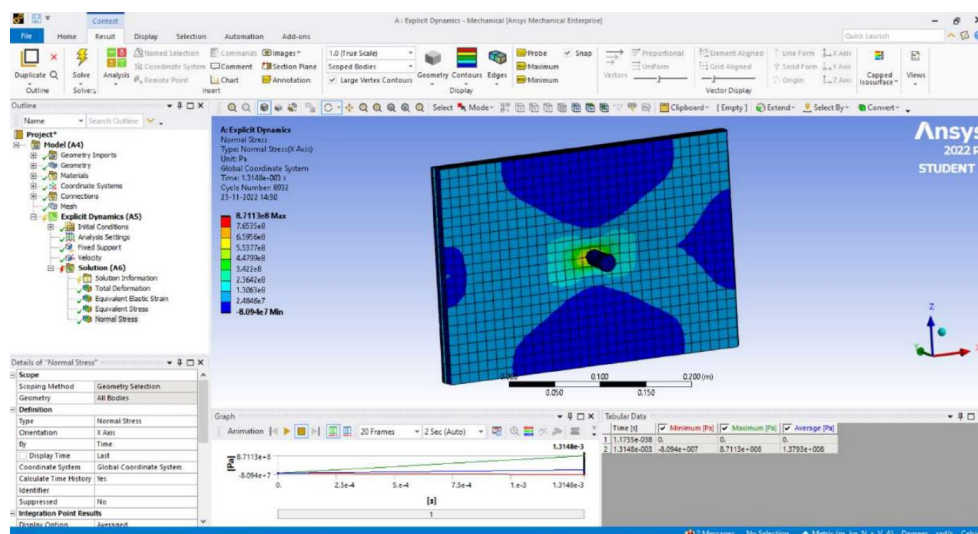 Context
A : Explicit Dynamics - Mechanical [Ansys Mechanical Enterprise]
File Home Result Display Selection Automation Add-ons
Quick Launch
Duplicate Solve Analysis
Named Selection Commands Images*
Coordinate System Comment Section Plane
Remote Point Chart Annotation
1.0 (True Scale)
Scoped Bodies
Large Vertex Contours
Geometry Contours Edges
Probe Snap
Maximum
Minimum
Vectors
Proportional Element Aligned Line Form X Axis
Uniform Grid Aligned Solid Form Y Axis
Origin Z Axis
Capped
Isosurface
Views
Outline Insert Display Vector Display
Outline
Name Search Outline
Select Mode Clipboard [ Empty ] Extend Select By Convert
Project*
Model (A4)
Geometry Imports
Geometry
Materials
Coordinate Systems
Connections
Mesh
Explicit Dynamics (A5)
Initial Conditions
Analysis Settings
Fixed Support
Velocity
Solution (A6)
Solution Information
Total Deformation
Equivalent Elastic Strain
Equivalent Stress
Normal Stress
A: Explicit Dynamics
Normal Stress
Type: Normal Stress(X Axis)
Unit: Pa
Global Coordinate System
Time: 1.3148e-003 s
Cycle Number: 8932
23-11-2022 14:30
8.7113e8 Max
7.6535e8
6.5956e8
5.5377e8
4.4799e8
3.422e8
2.3642e8
1.3063e8
2.4846e7
-8.094e7 Min
Ansys
2022
STUDENT
Z
Y
X
0.000 0.100 0.200 (m)
0.050 0.150
Details of "Normal Stress"
Scope
Scoping Method Geometry Selection
Geometry All Bodies
Definition
Type Normal Stress
Orientation X Axis
By Time
Display Time Last
Coordinate System Global Coordinate System
Calculate Time History Yes
Identifier
Suppressed No
Integration Point Results
Display Option Averaged
Graph
Animation 20 Frames 2 Sec (Auto)
1.3148e-3
8.7113e+8
-8.094e+7
[Pa]
0. 2.5e-4 5.e-4 7.5e-4 1.e-3 1.3148e-3
[s]
1
Tabular Data
Time [s] Minimum [Pa] Maximum [Pa] Average [Pa]
1 1.1755e-038 0. 0. 0.
2 1.3148e-003 -8.094e+007 8.7113e+008
No Selection